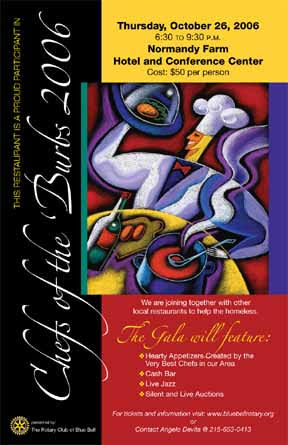 THIS RESTAURANT IS A PROUD PARTICIPANT IN
Chefs of the Burbs 2006
Thursday, October 26, 2006
6:30 TO 9:30 P.M.
Normandy Farm
Hotel and Conference Center
Cost: $50 per person
We are joining together with other
local restaurants to help the homeless.
The Gala will feature:
Hearty Appetizers-Created by the
Very Best Chefs in our Area
Cash Bar
Live Jazz
Silent and Live Auctions
For tickets and information visit: www.bluebellrotary.org
or
Contact Angelo Devita @ 215-653-0413
presented by:
The Rotary Club of Blue Bell